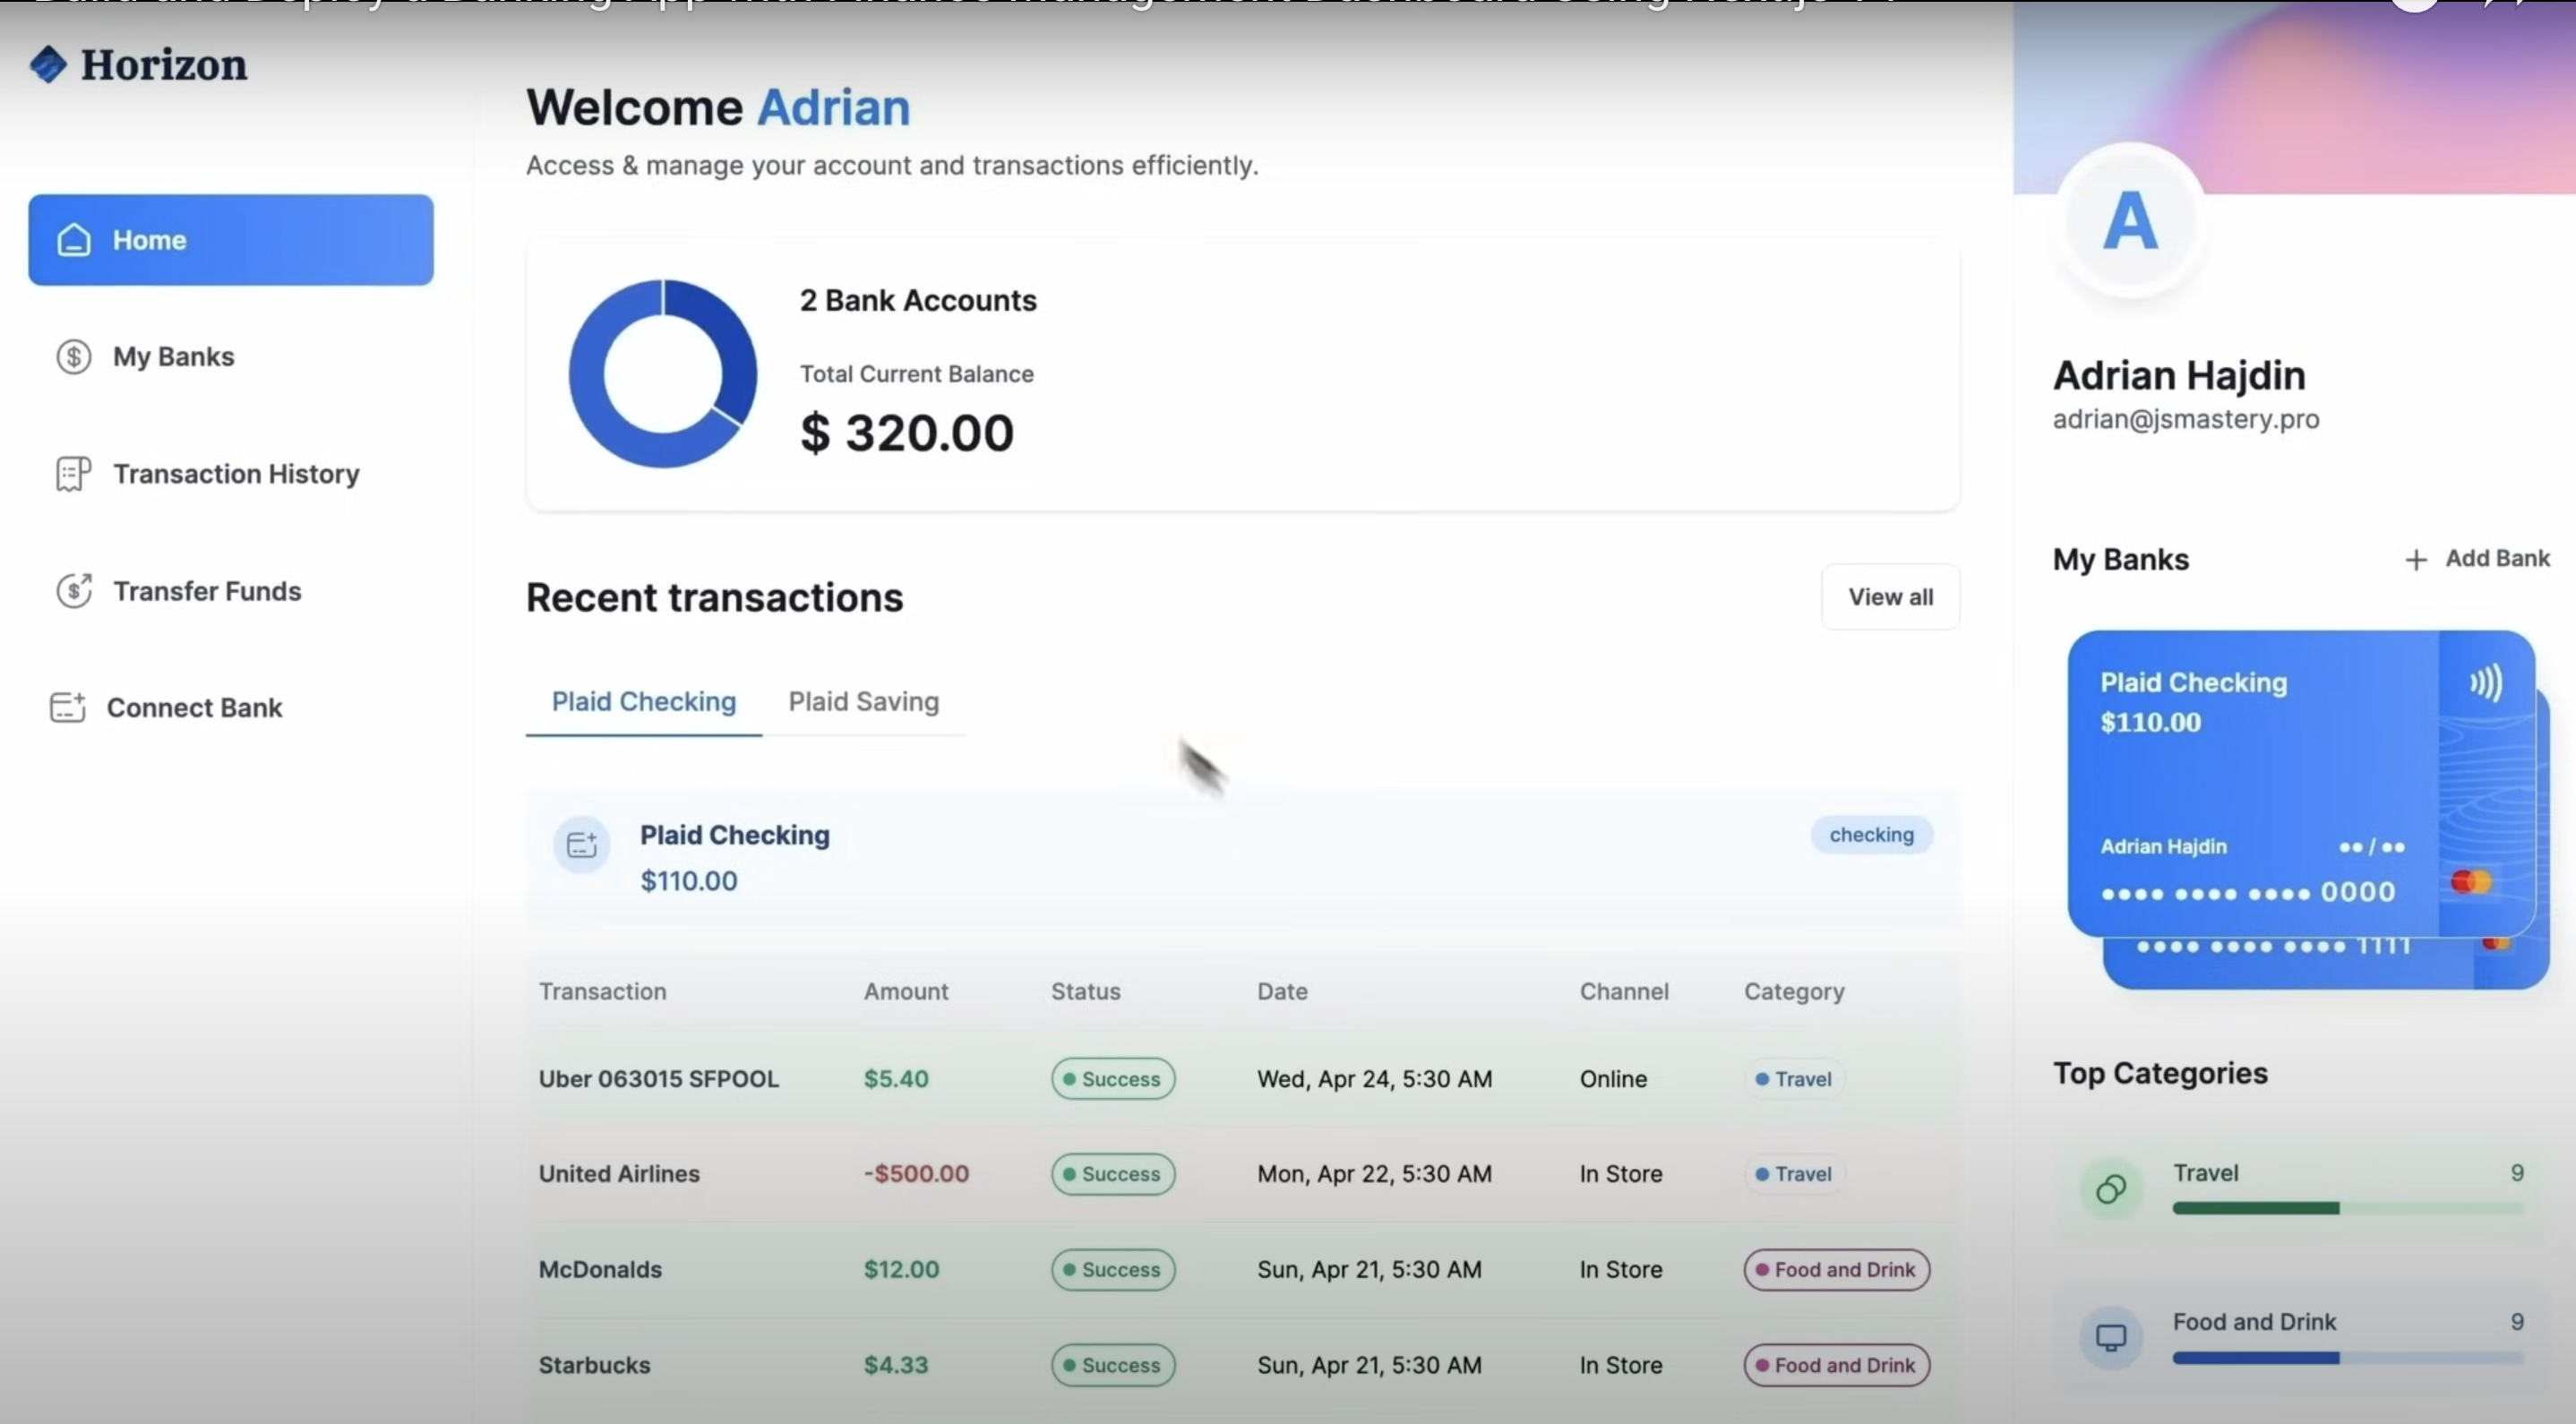 Horizon
Home
My Banks
Transaction History
Transfer Funds
Connect Bank
Welcome Adrian
Access & manage your account and transactions efficiently.
2 Bank Accounts
Total Current Balance
$ 320.00
Recent transactions
View all
Plaid Checking Plaid Saving
Plaid Checking
checking
$110.00
Transaction Amount Status Date Channel Category
Uber 063015 SFPOOL $5.40 Success Wed, Apr 24, 5:30 AM Online Travel
United Airlines -$500.00 Success Mon, Apr 22, 5:30 AM In Store Travel
McDonalds $12.00 Success Sun, Apr 21, 5:30 AM In Store Food and Drink
Starbucks $4.33 Success Sun, Apr 21, 5:30 AM In Store Food and Drink
A
Adrian Hajdin
adrian@jsmastery.pro
My Banks + Add Bank
Plaid Checking
$110.00
Adrian Hajdin ●● / ●●
●●●● ●●●● ●●●● 0000
●●●● ●●●● ●●●● 1111
Top Categories
Travel 9
Food and Drink 9